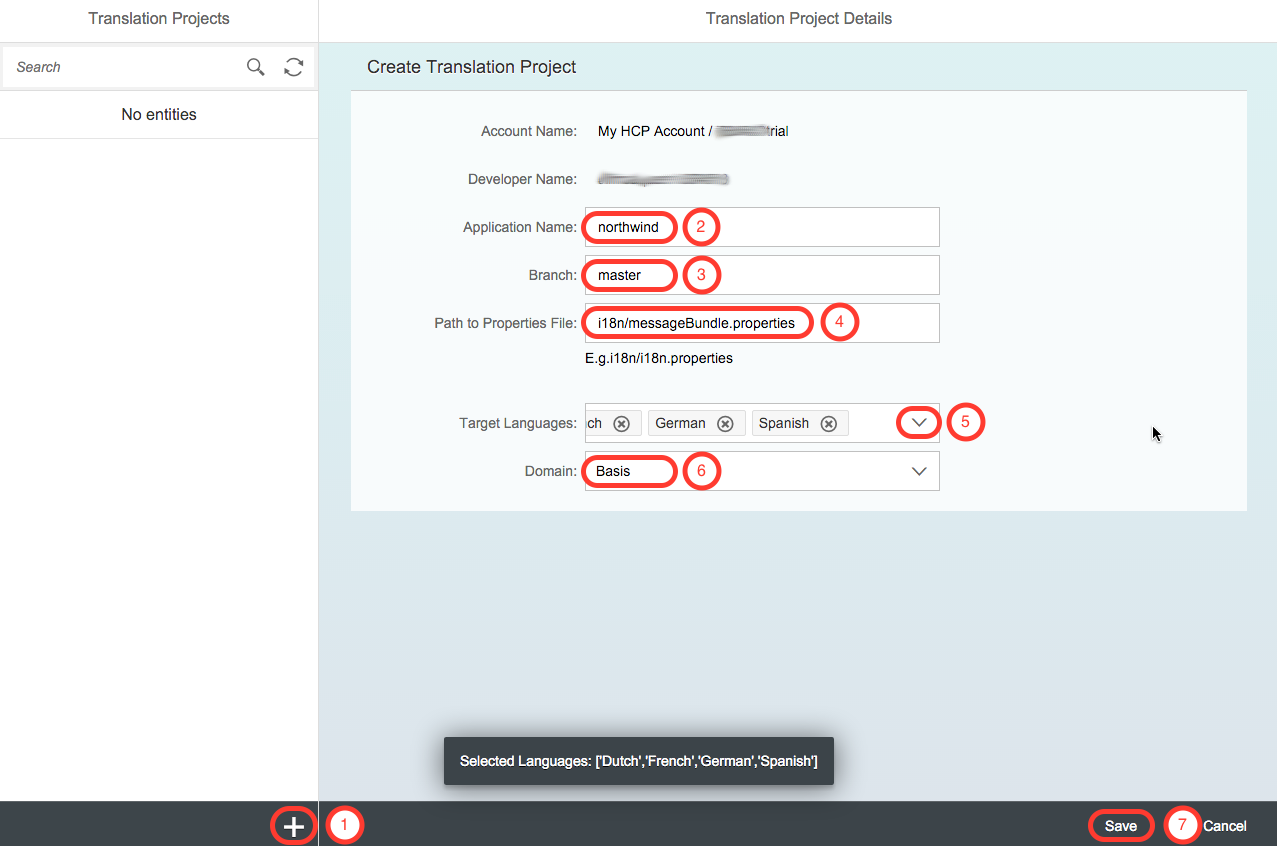 Translation Projects
Translation Project Details
Search
No entities
Create Translation Project
Account Name: My HCP Account / trial
Developer Name:
Application Name: northwind 2
Branch: master 3
Path to Properties File: i18n/messageBundle.properties 4
E.g.i18n/i18n.properties
Target Languages: ch German Spanish 5
Domain: Basis 6
Selected Languages: ['Dutch','French','German','Spanish']
1
Save 7 Cancel